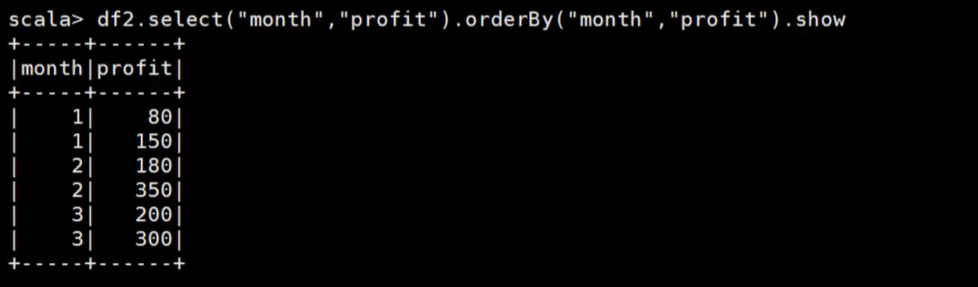 scala> df2.select("month","profit").orderBy("month","profit").show
+-----+------+
|month|profit|
+-----+------+
|    1|    80|
|    1|   150|
|    2|   180|
|    2|   350|
|    3|   200|
|    3|   300|
+-----+------+